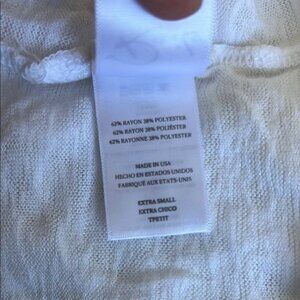 62% RAYON 38% POLYESTER
62% RAYON 38% POLIÉSTER
62% RAYONNE 38% POLYESTER
MADE IN USA
HECHO EN ESTADOS UNIDOS
FABRIQUÉ AUX ETATS-UNIS
EXTRA SMALL
EXTRA CHICO
TPETIT